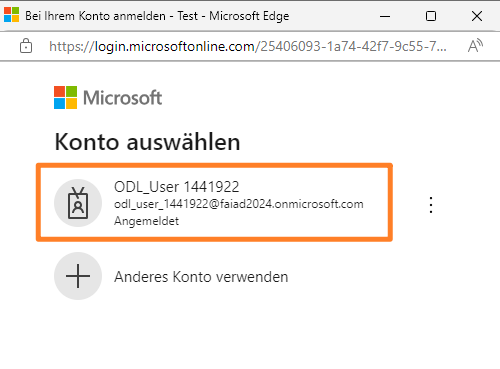 Bei Ihrem Konto anmelden - Test - Microsoft Edge
https://login.microsoftonline.com/25406093-1a74-42f7-9c55-7...
Microsoft
Konto auswählen
ODL_User 1441922
odl_user_1441922@faiad2024.onmicrosoft.com
Angemeldet
Anderes Konto verwenden